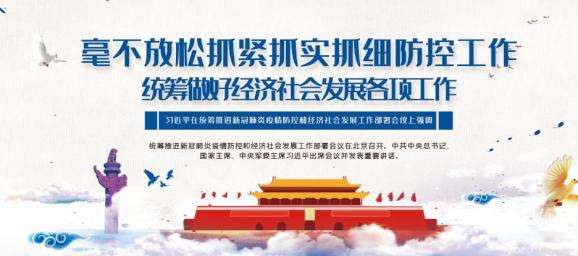 毫不放松抓紧抓实抓细防控工作
统筹做好经济社会发展各项工作
习近平在统筹推进新冠肺炎疫情防控和经济社会发展工作部署会议上强调
统筹推进新冠肺炎疫情防控和经济社会发展工作部署会议在北京召开。中共中央总书记、
国家主席、中央军委主席习近平出席会议并发表重要讲话。